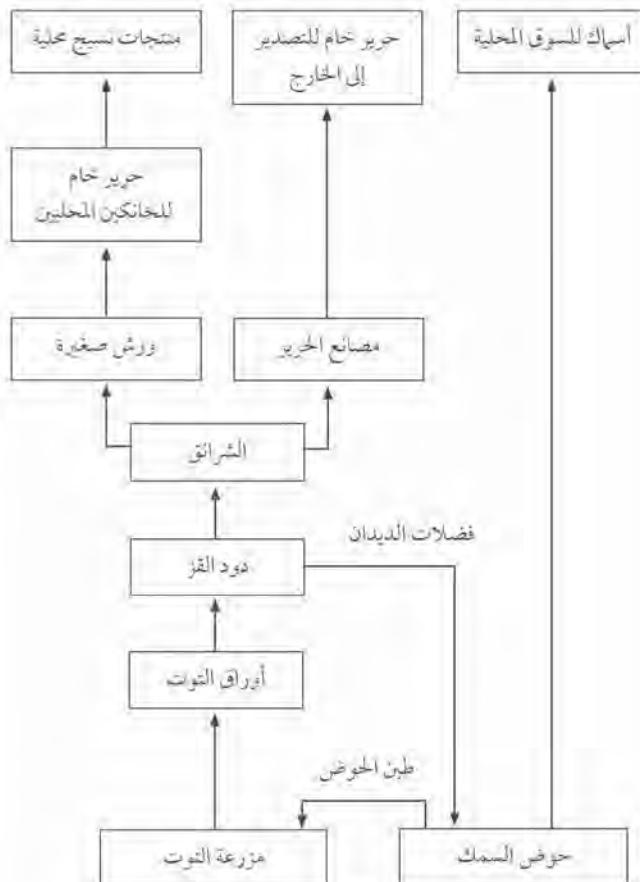 أسماك للسوق المحلية
حرير خام للتصدير
إلى الخارج
منتجات نسيج محلية
حرير خام
للحائكين المحليين
مصانع الحرير
ورش صغيرة
الشرانق
فضلات الديدان
دود القز
أوراق التوت
طين الحوض
حوض السمك
مزرعة التوت